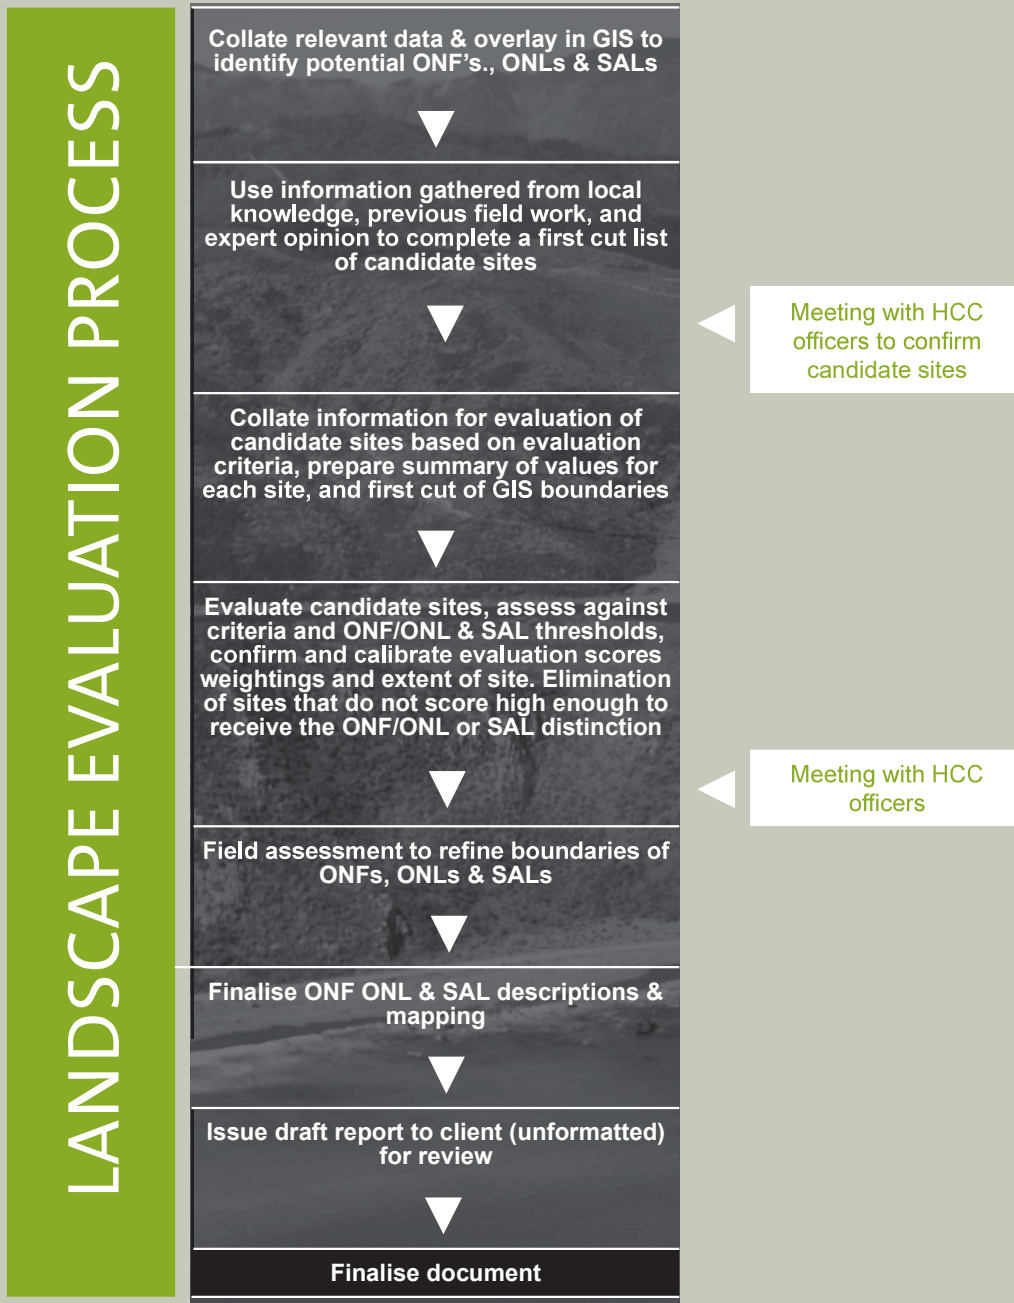 LANDSCAPE EVALUATION PROCESS
Collate relevant data & overlay in GIS to
identify potential ONF's., ONLs & SALs
Use information gathered from local
knowledge, previous field work, and
expert opinion to complete a first cut list
of candidate sites
Meeting with HCC
officers to confirm
candidate sites
Collate information for evaluation of
candidate sites based on evaluation
criteria, prepare summary of values for
each site, and first cut of GIS boundaries
Evaluate candidate sites, assess against
criteria and ONF/ONL & SAL thresholds,
confirm and calibrate evaluation scores
weightings and extent of site. Elimination
of sites that do not score high enough to
receive the ONF/ONL or SAL distinction
Meeting with HCC
officers
Field assessment to refine boundaries of
ONFs, ONLs & SALs
Finalise ONF ONL & SAL descriptions &
mapping
Issue draft report to client (unformatted)
for review
Finalise document